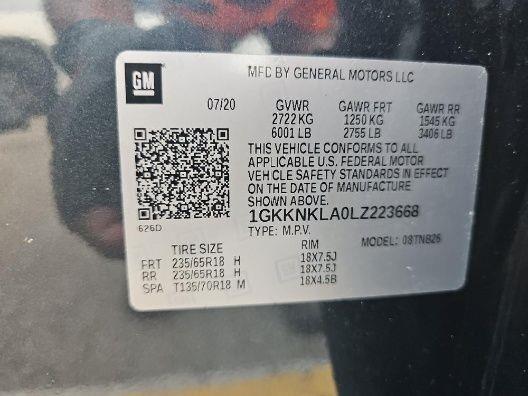 GM
MFD BY GENERAL MOTORS LLC
07/20 GVWR GAWR FRT GAWR RR
2722 KG 1250 KG 1545 KG
6001 LB 2755 LB 3406 LB
THIS VEHICLE CONFORMS TO ALL
APPLICABLE U.S. FEDERAL MOTOR
VEHICLE SAFETY STANDARDS IN EFFECT
ON THE DATE OF MANUFACTURE
SHOWN ABOVE.
1GKKNKLA0LZ223668
626D
TYPE: M.P.V. MODEL: 08TNB26
TIRE SIZE RIM
FRT 235/65R18 H 18X7.5J
RR 235/65R18 H 18X7.5J
SPA T135/70R18 M 18X4.5B